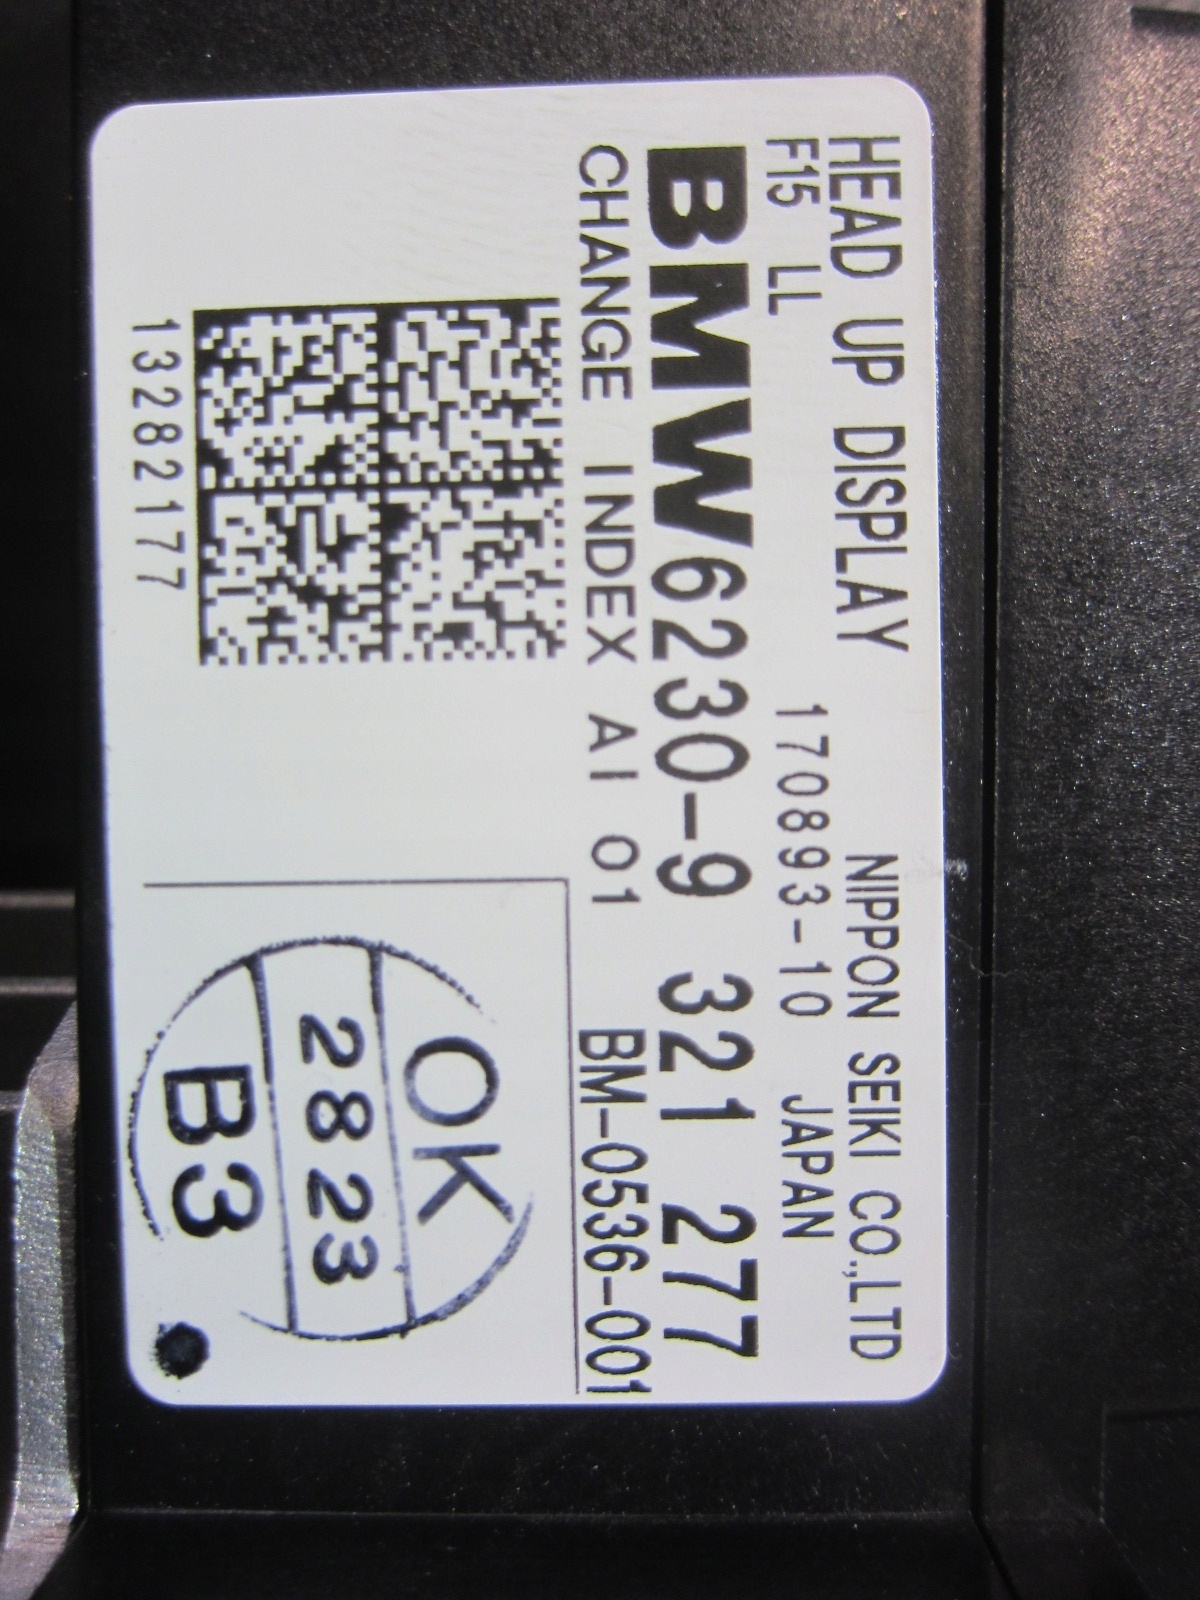 HEAD UP DISPLAY NIPPON SEIKI CO.,LTD
F15 LL 170893-10 JAPAN
BMW 6230-9 321 277
CHANGE INDEX AI 01 BM-0536-001
13282177
OK
2823
B3